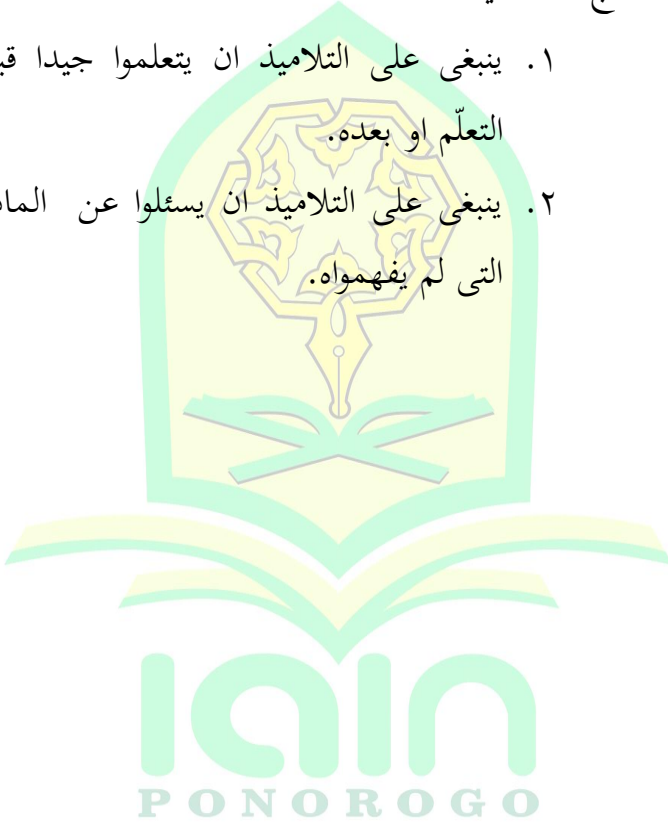 ١. ينبغى على التلاميذ ان يتعلموا جيدا
التعلّم او بعده.
٢. ينبغى على التلاميذ ان يسئلوا عن
التى لم يفهمواه.
iain
PONOROGO